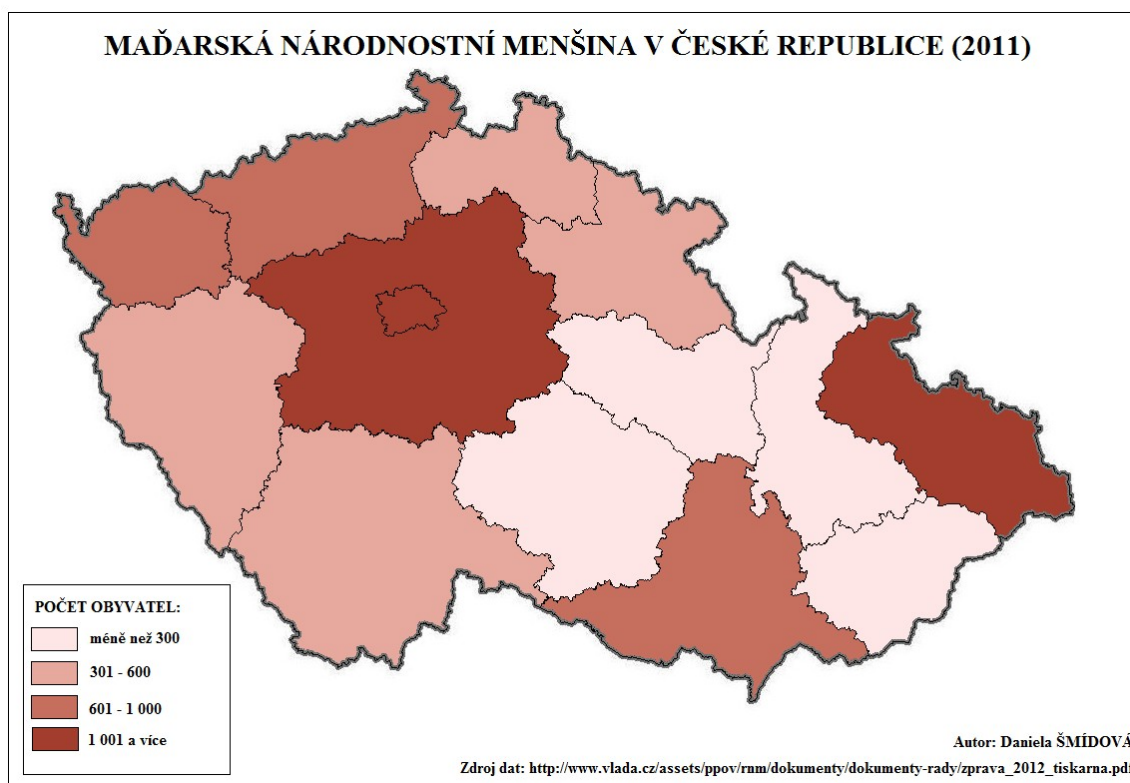 MAĎARSKÁ NÁRODNOSTNÍ MENŠINA V ČESKÉ REPUBLICE (2011)
POČET OBYVATEL:
méně než 300
301 - 600
601 - 1 000
1 001 a více
Autor: Daniela ŠMÍDOVÁ
Zdroj dat: http://www.vlada.cz/assets/ppov/rnm/dokumenty/dokumenty-rady/zprava_2012_tiskarna.pdf